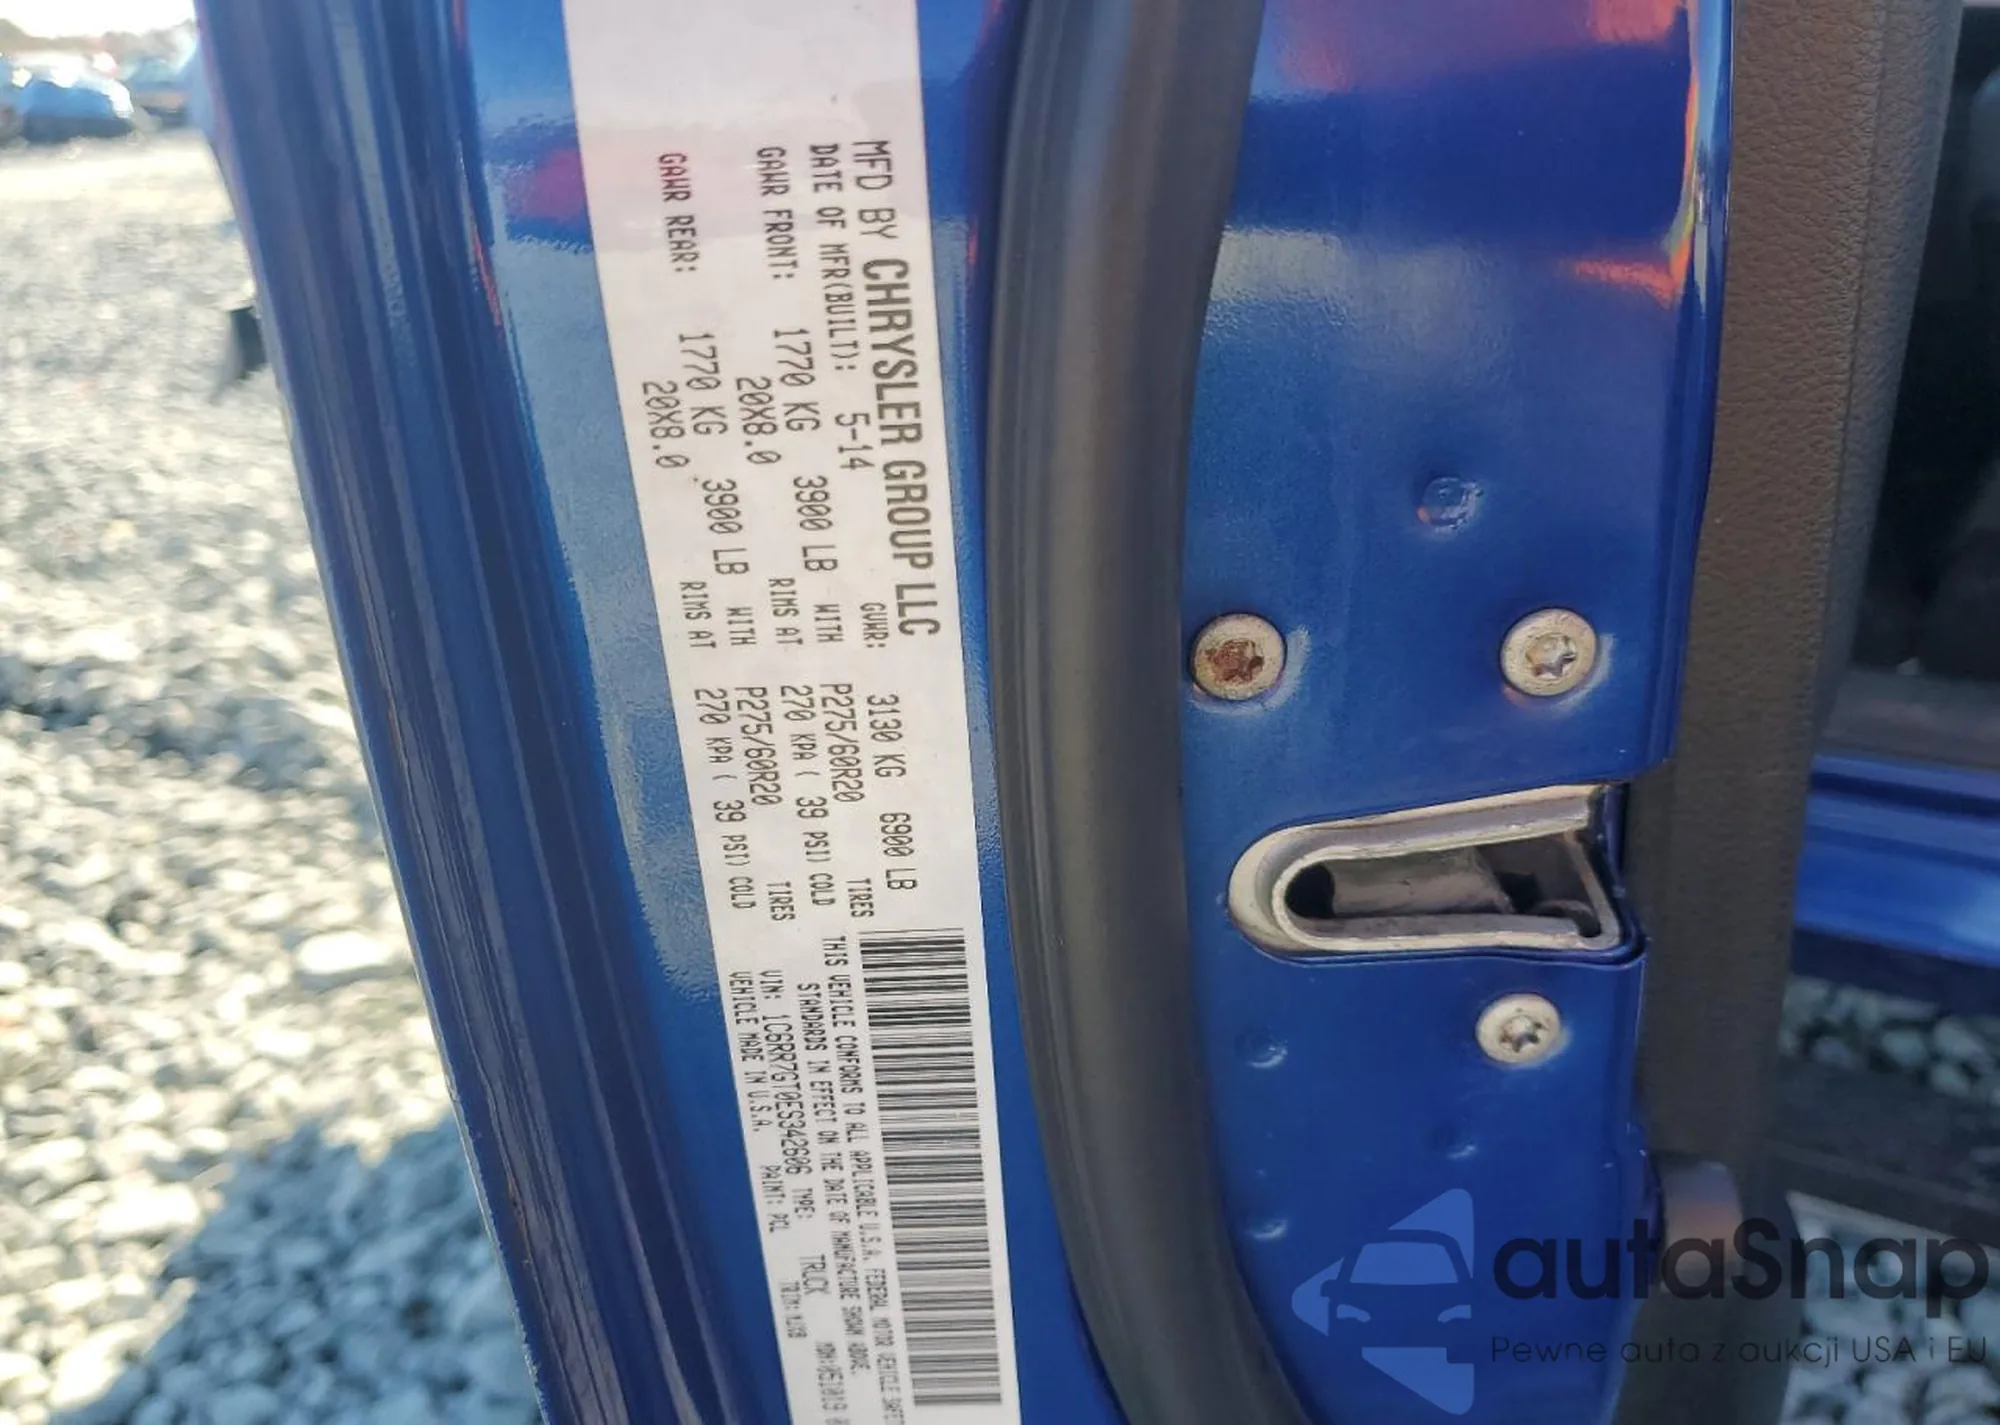 MFD BY CHRYSLER GROUP LLC
DATE OF MFR(BUILT): 5-14 GVWR: 3130 KG 6900 LB
GAWR FRONT: 1770 KG 3900 LB WITH P275/60R20 TIRES
20X8.0 RIMS AT 270 KPA ( 39 PSI) COLD
GAWR REAR: 1770 KG 3900 LB WITH P275/60R20 TIRES
20X8.0 RIMS AT 270 KPA ( 39 PSI) COLD
THIS VEHICLE CONFORMS TO ALL APPLICABLE U.S.A. FEDERAL MOTOR VEHICLE
STANDARDS IN EFFECT ON THE DATE OF MANUFACTURE SHOWN ABOVE.
VIN: 1C6RR7GT0ES342606 TYPE: TRUCK
VEHICLE MADE IN U.S.A. PAINT: PCL TRIM:
autaSnap
Pewne auta z aukcji USA i EU